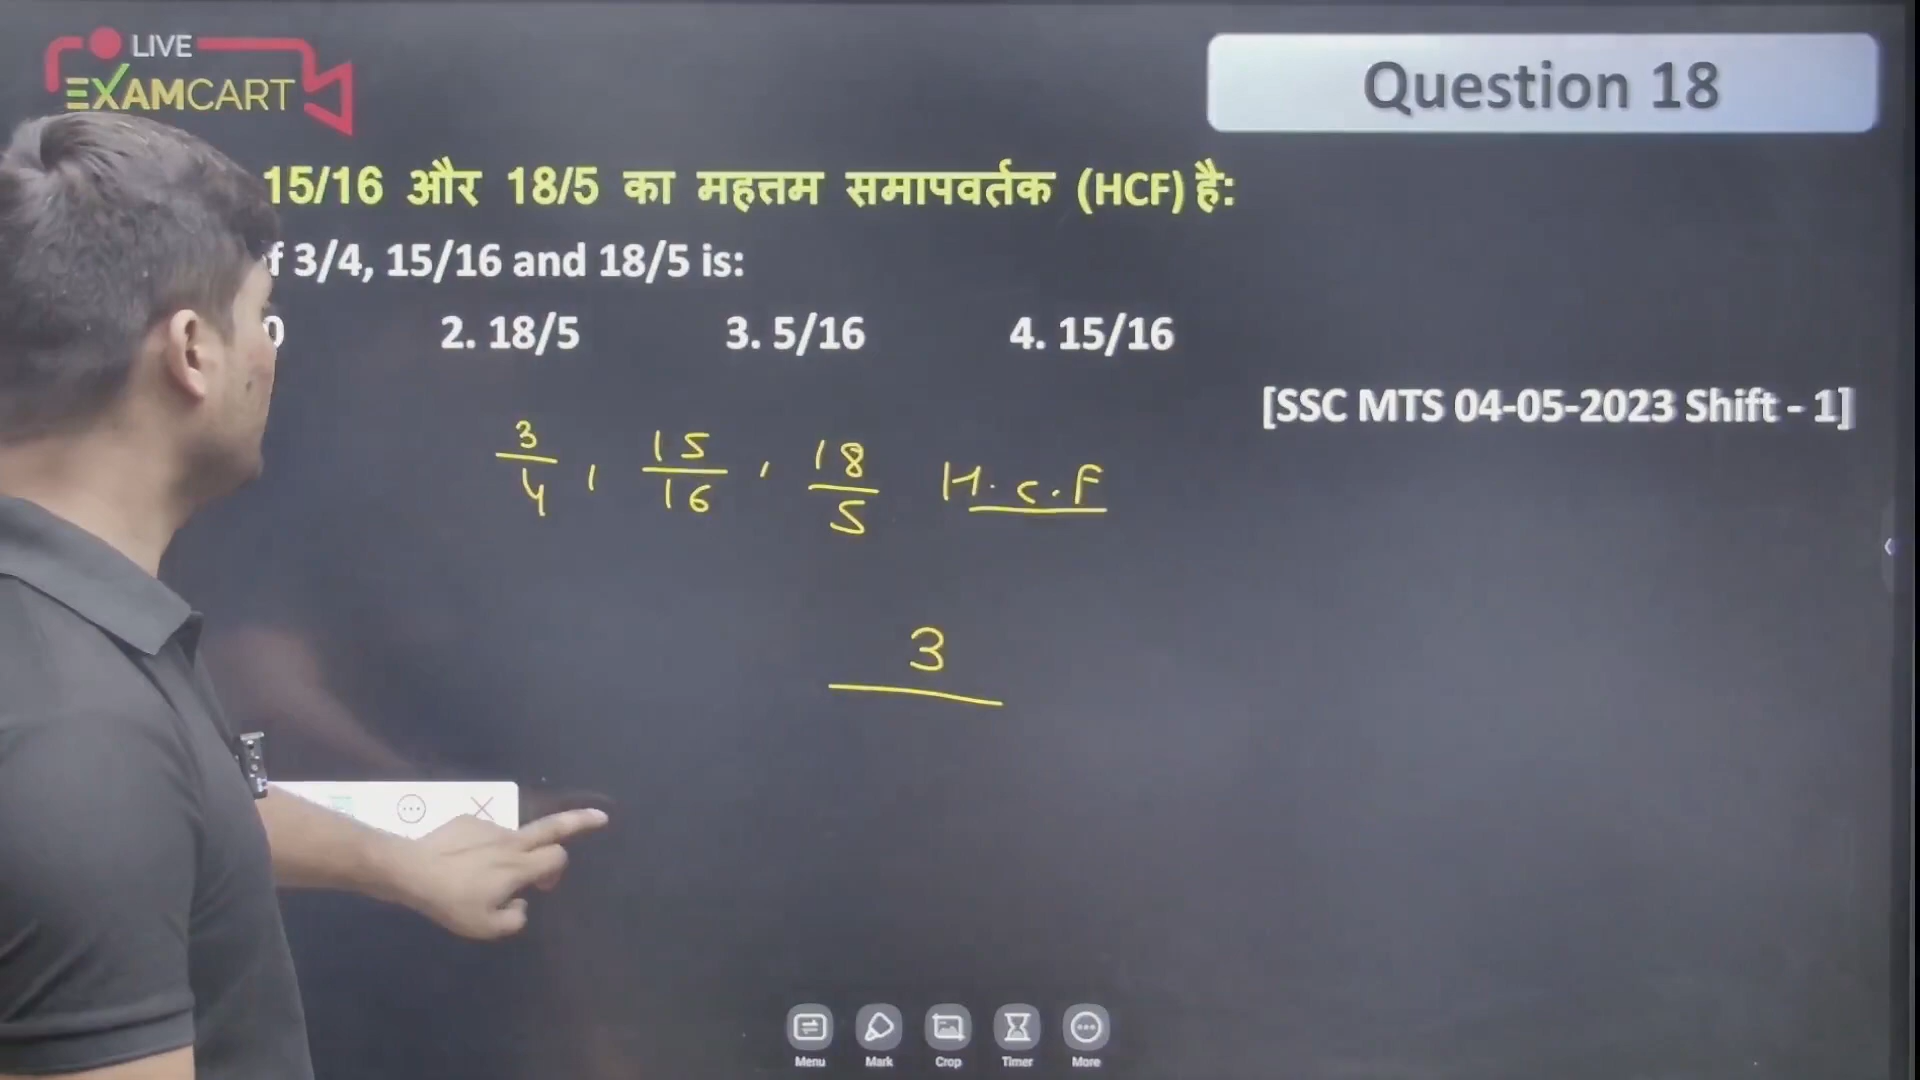 LIVE
EXAMCART
Question 18
15/16 और 18/5 का महत्तम समापवर्तक (HCF) है:
f 3/4, 15/16 and 18/5 is:
0 2. 18/5 3. 5/16 4. 15/16
[SSC MTS 04-05-2023 Shift - 1]
3/4 , 15/16 , 18/5 H.C.F
3
Menu Mark Crop Timer More